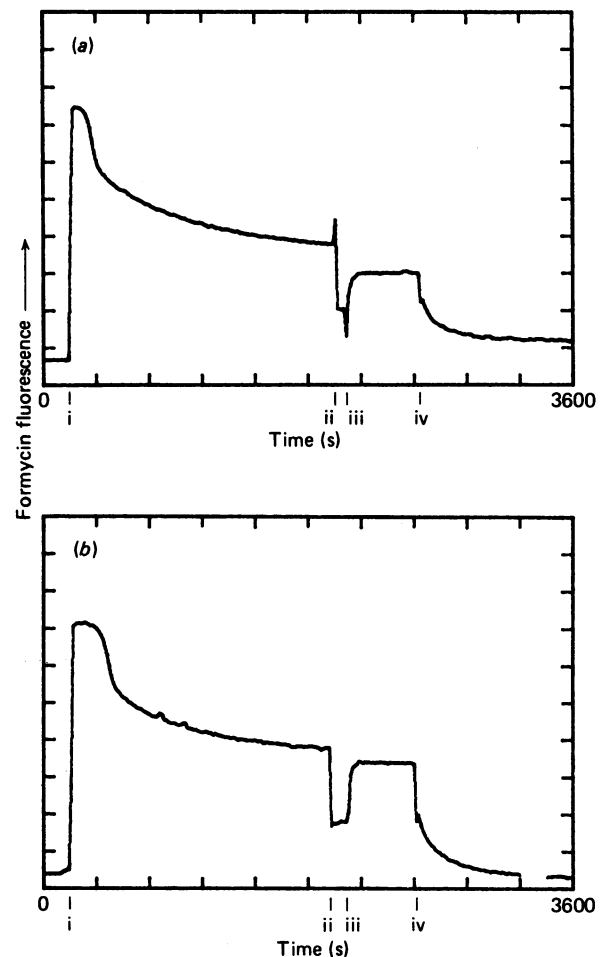 (a)
Formycin fluorescence →
0 3600
i ii iii iv
Time (s)
(b)
0 3600
i ii iii iv
Time (s)